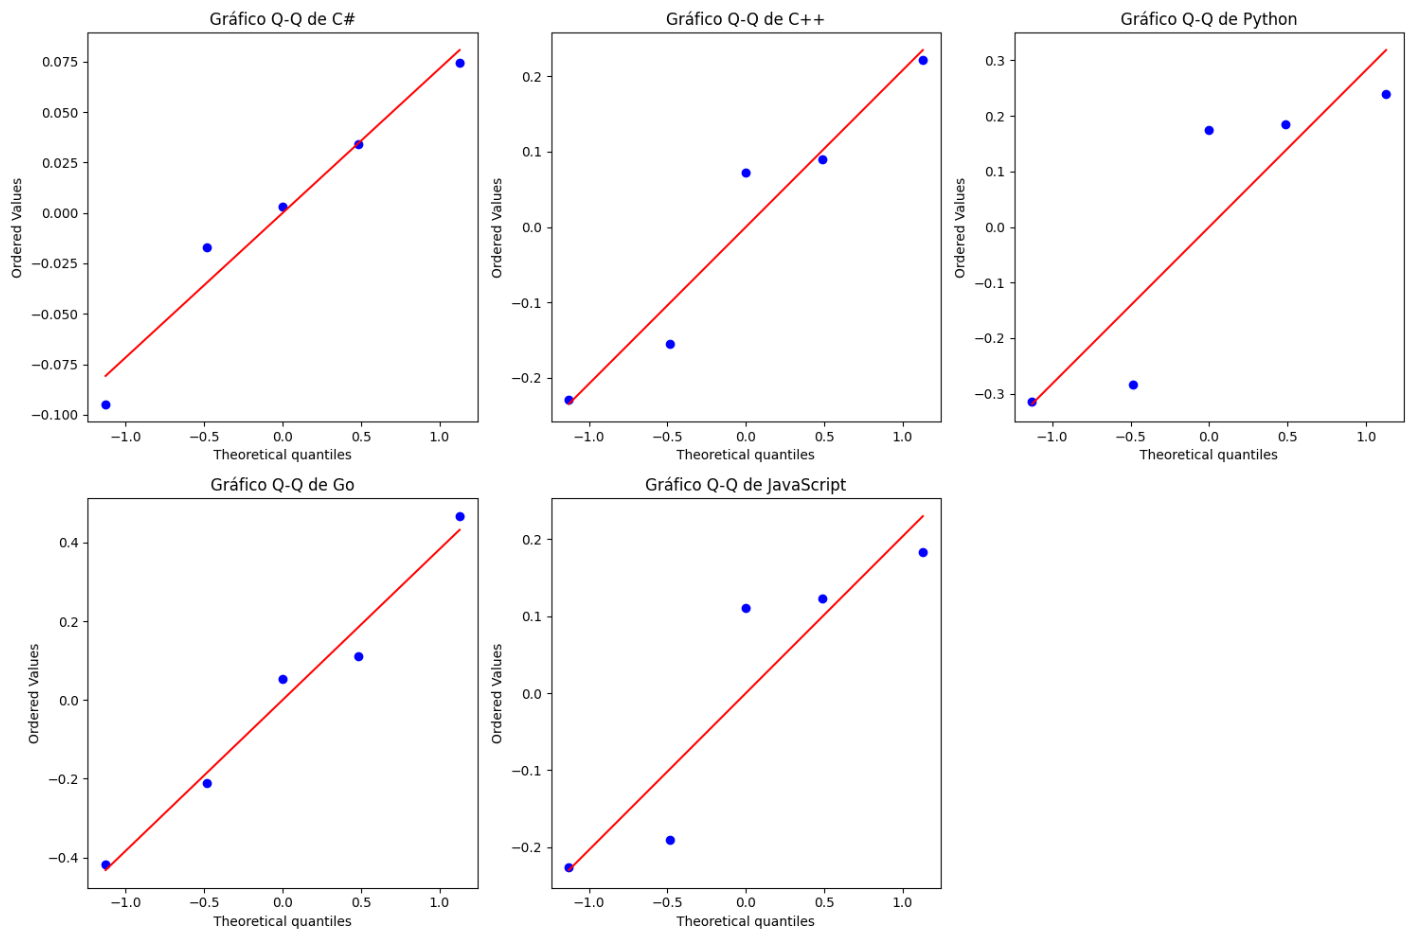 Gráfico Q-Q de C#
Ordered Values
0.075
0.050
0.025
0.000
−0.025
−0.050
−0.075
−0.100
−1.0 −0.5 0.0 0.5 1.0
Theoretical quantiles
Gráfico Q-Q de C++
Ordered Values
0.2
0.1
0.0
−0.1
−0.2
−1.0 −0.5 0.0 0.5 1.0
Theoretical quantiles
Gráfico Q-Q de Python
Ordered Values
0.3
0.2
0.1
0.0
−0.1
−0.2
−0.3
−1.0 −0.5 0.0 0.5 1.0
Theoretical quantiles
Gráfico Q-Q de Go
Ordered Values
0.4
0.2
0.0
−0.2
−0.4
−1.0 −0.5 0.0 0.5 1.0
Theoretical quantiles
Gráfico Q-Q de JavaScript
Ordered Values
0.2
0.1
0.0
−0.1
−0.2
−1.0 −0.5 0.0 0.5 1.0
Theoretical quantiles